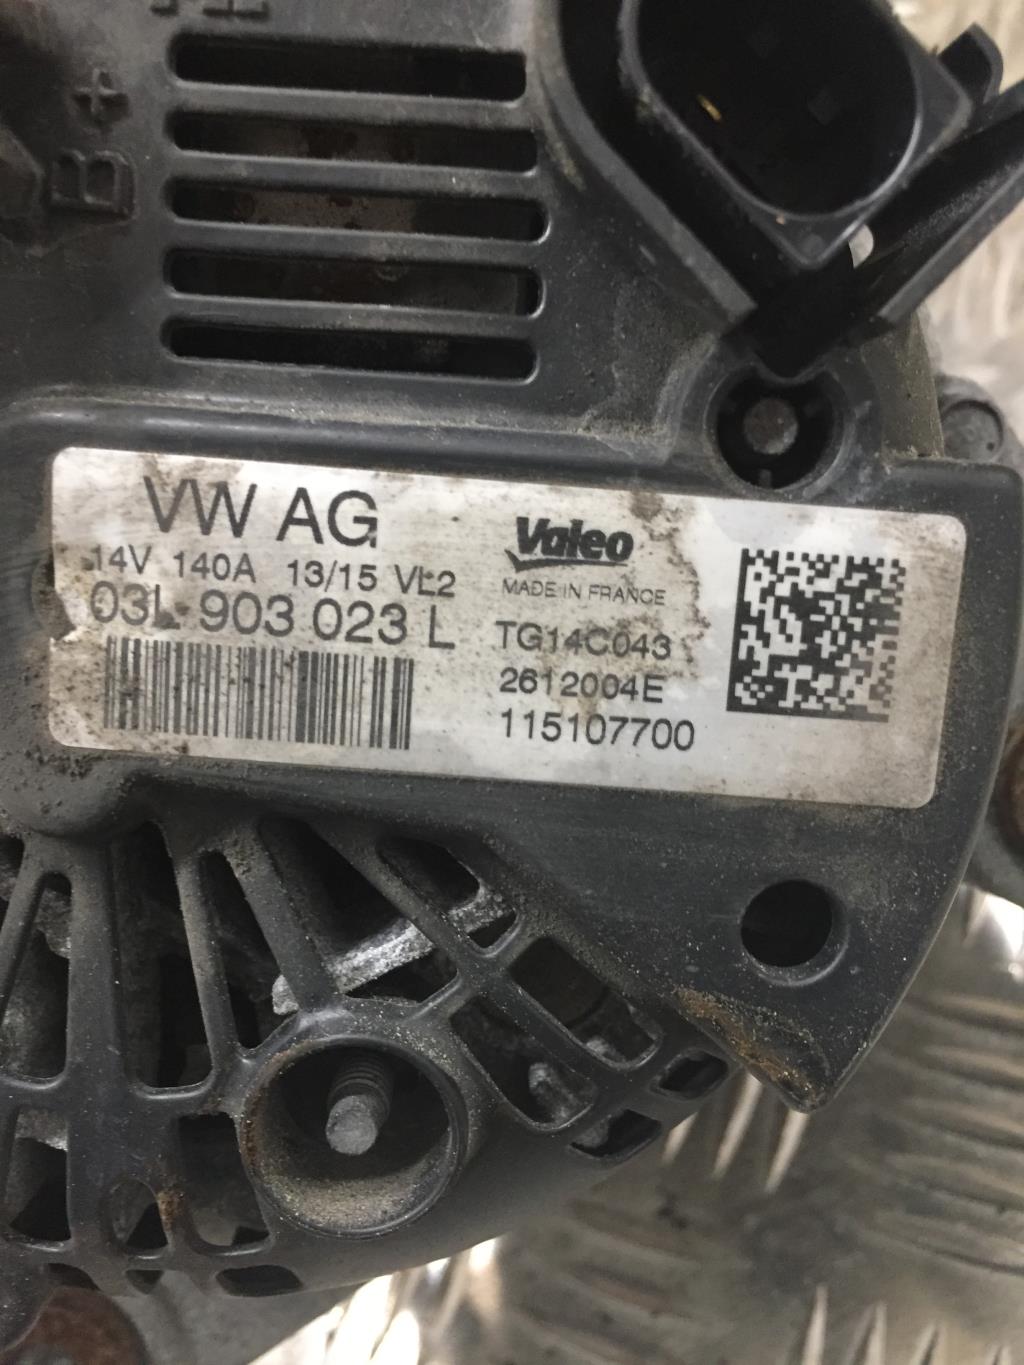 B+
VW AG
14V 140A 13/15 VL2
03L 903 023 L
Valeo
MADE IN FRANCE
TG14C043
2612004E
115107700